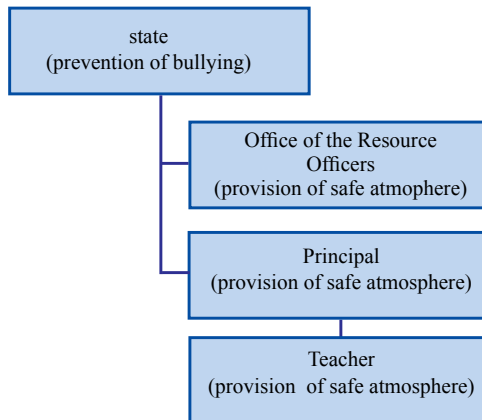 state
(prevention of bullying)
Office of the Resource
Officers
(provision of safe atmophere)
Principal
(provision of safe atmosphere)
Teacher
(provision of safe atmosphere)